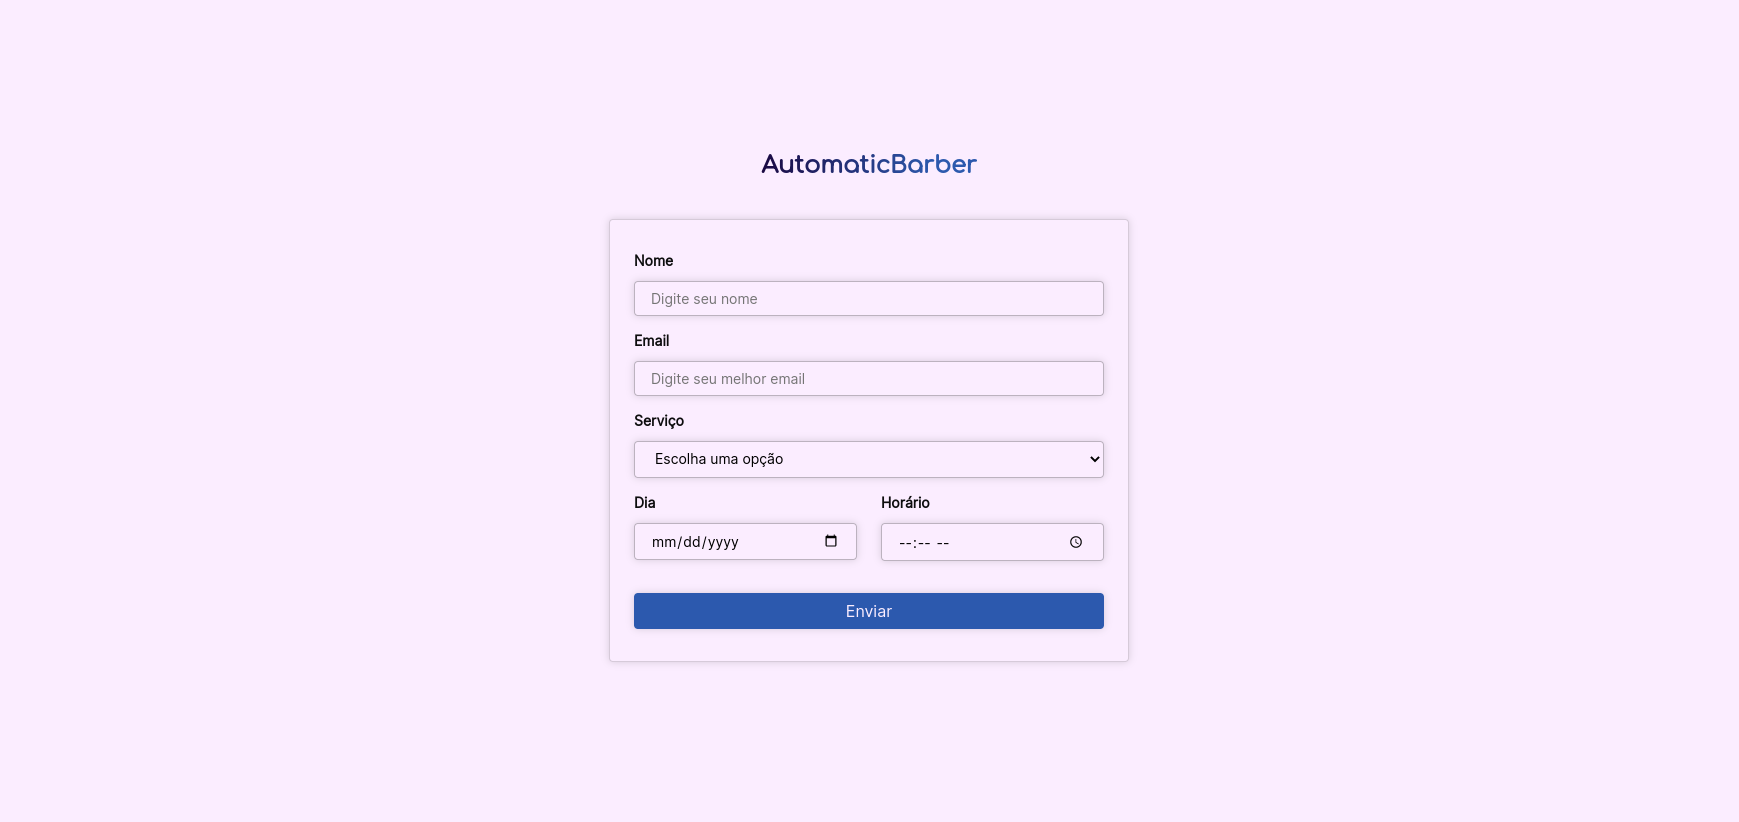 AutomaticBarber
Nome
Digite seu nome
Email
Digite seu melhor email
Serviço
Escolha uma opção
Dia
Horário
mm/dd/yyyy
--:-- --
Enviar